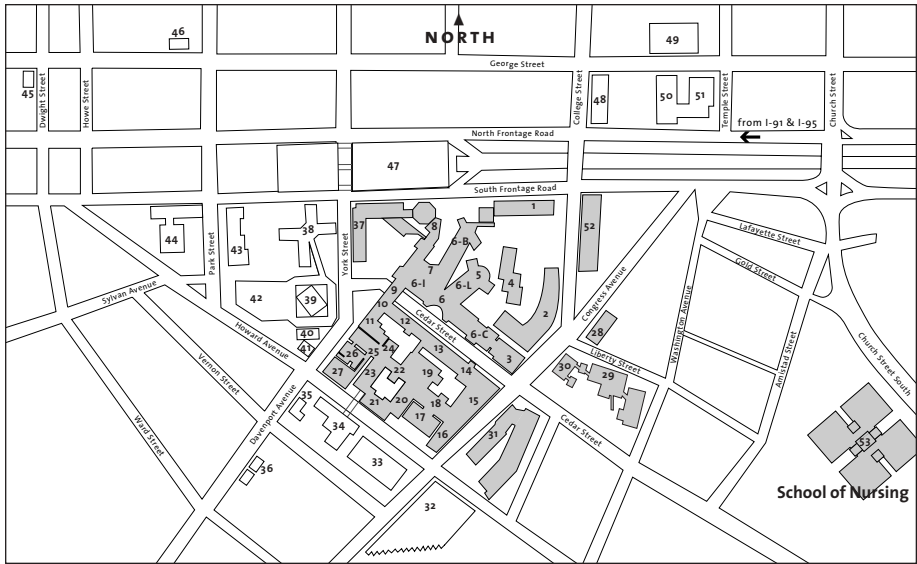 46
NORTH
49
George Street
45
Dwight Street
Howe Street
College Street
48
50
51
Temple Street
Church Street
from I-91 & I-95
North Frontage Road
47
South Frontage Road
37
8
1
52
44
Park Street
43
38
York Street
6-B
Lafayette Street
7
5
Gold Street
6-I
6-L
4
9
6
2
Sylvan Avenue
42
39
10
Congress Avenue
Washington Avenue
11
12
Cedar Street
6-C
28
Howard Avenue
40
41
26
25
24
13
3
Liberty Street
Amistad Street
Church Street South
Vernon Street
27
23
22
19
14
30
29
35
21
20
18
15
Davenport Avenue
34
17
16
31
Cedar Street
Ward Street
53
36
33
School of Nursing
32